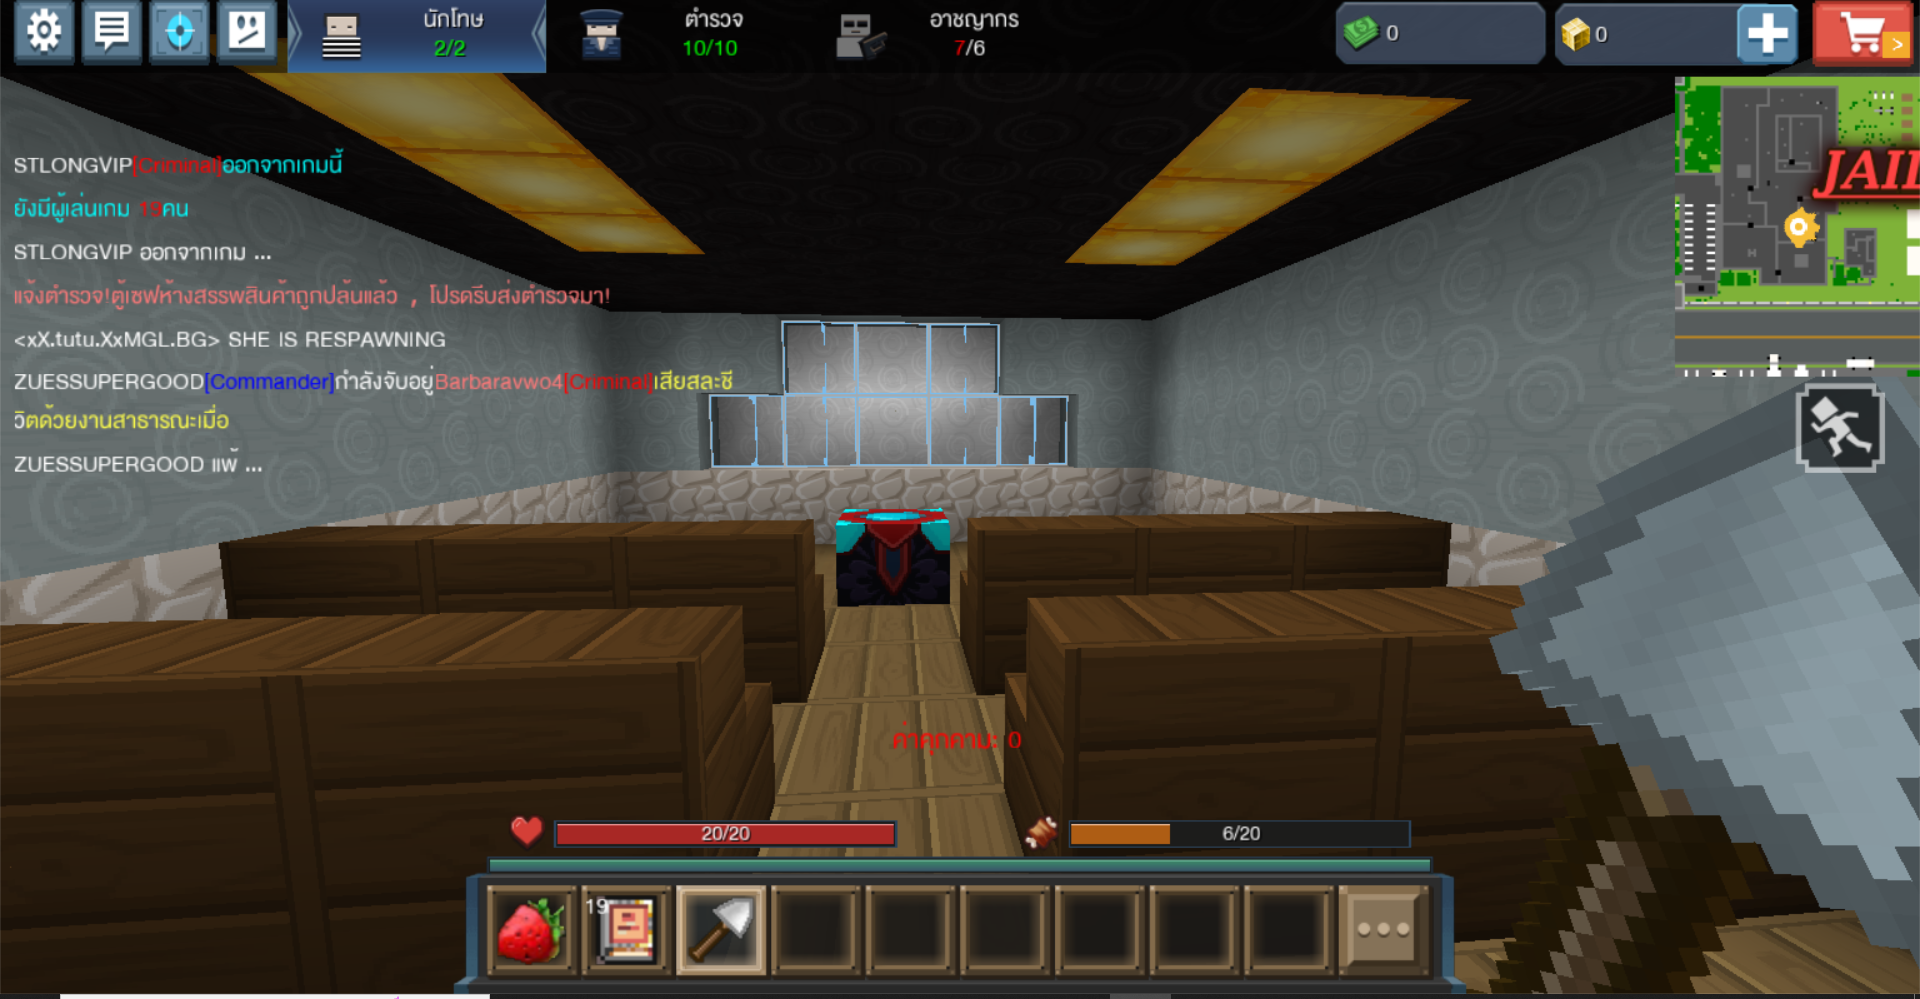 นักโทษ
2/2
ตำรวจ
10/10
อาชญากร
7/6
0
0
JAIL
STLONGVIP[Criminal]ออกจากเกมนี้
ยังมีผู้เล่นเกม 19คน
STLONGVIP ออกจากเกม ...
แจ้งตำรวจ!ตู้เซฟห้างสรรพสินค้าถูกปล้นแล้ว , โปรดรีบส่งตำรวจมา!
<xX.tutu.XxMGL.BG> SHE IS RESPAWNING
ZUESSUPERGOOD[Commander]กำลังจับอยู่Barbaravwo4[Criminal]เสียสละชี
วิตด้วยงานสาธารณะเมื่อ
ZUESSUPERGOOD แพ้ ...
ค่าคุกคาม: 0
20/20
6/20
19